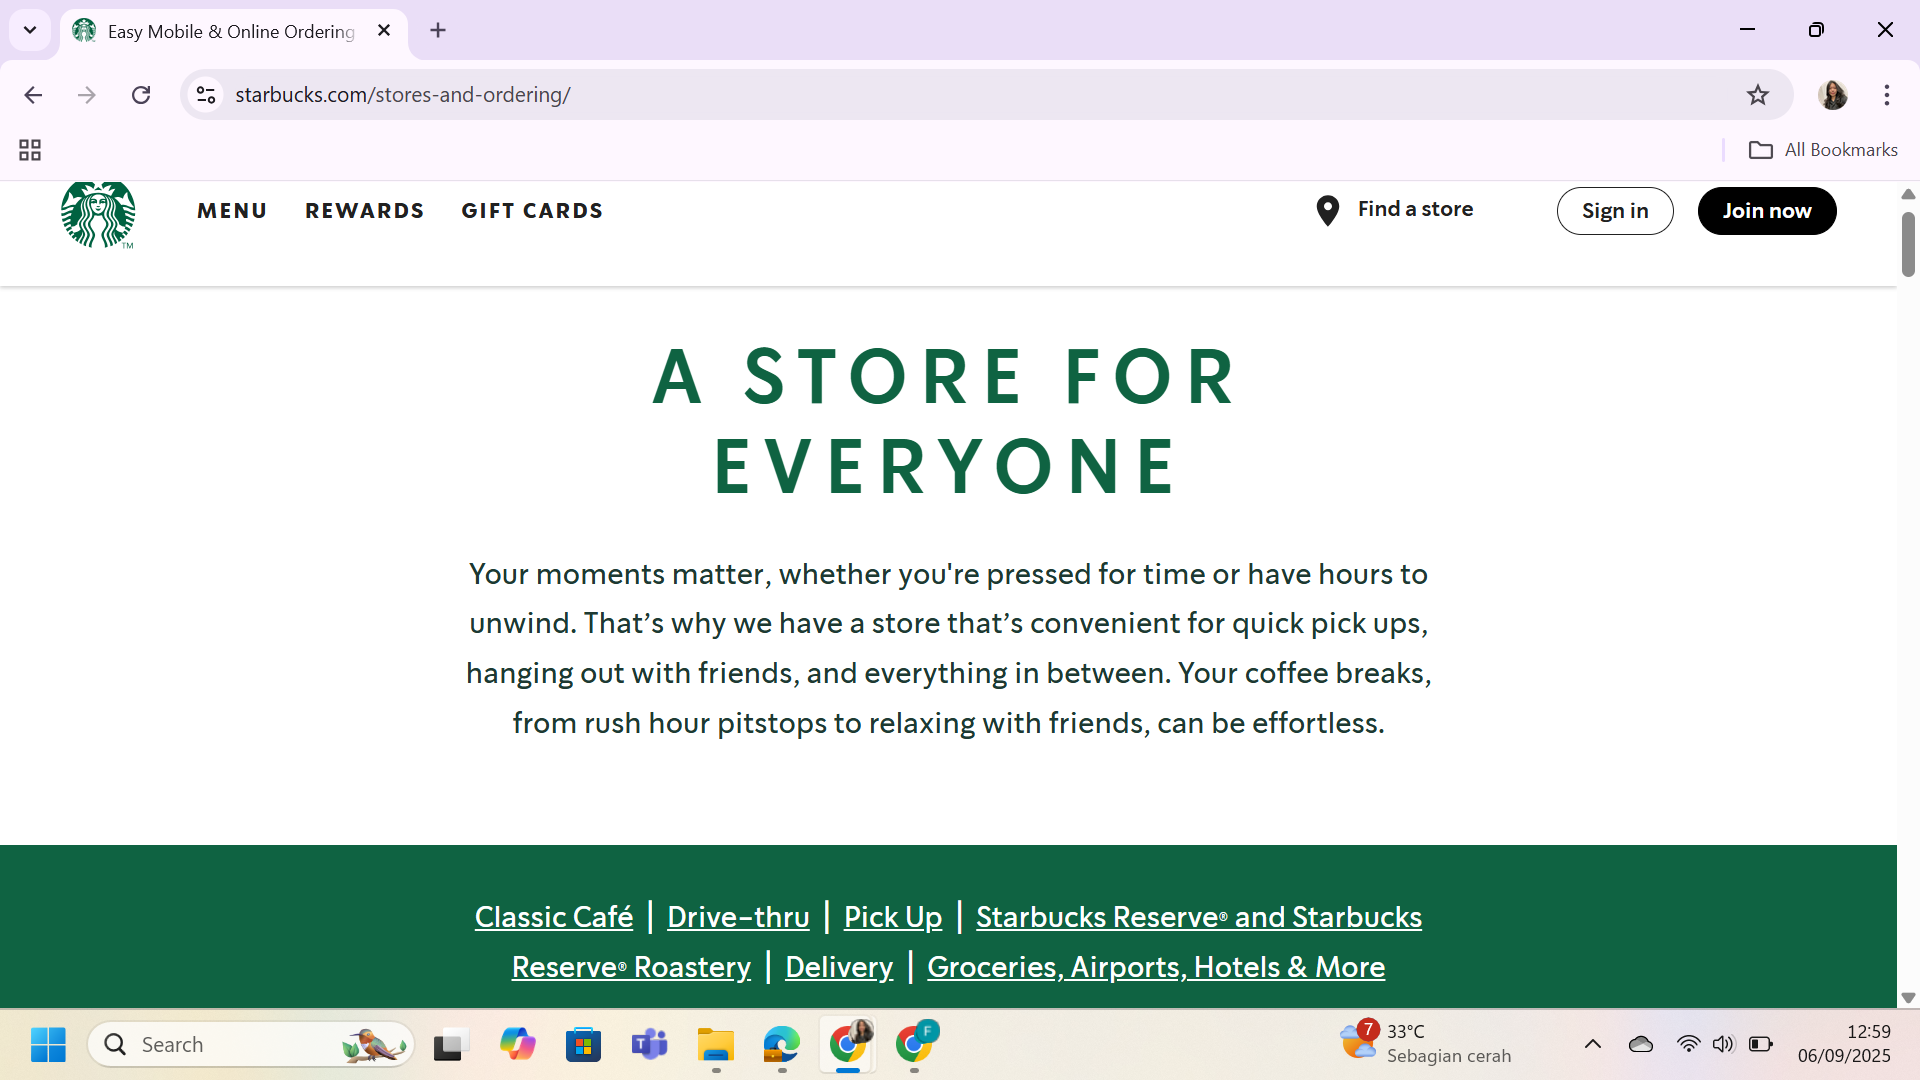 Easy Mobile & Online Ordering
starbucks.com/stores-and-ordering/
All Bookmarks
MENU REWARDS GIFT CARDS Find a store Sign in Join now
TM
A STORE FOR
EVERYONE
Your moments matter, whether you're pressed for time or have hours to
unwind. That’s why we have a store that’s convenient for quick pick ups,
hanging out with friends, and everything in between. Your coffee breaks,
from rush hour pitstops to relaxing with friends, can be effortless.
Classic Café | Drive-thru | Pick Up | Starbucks Reserve® and Starbucks
Reserve® Roastery | Delivery | Groceries, Airports, Hotels & More
Search
T
F
7
33°C
Sebagian cerah
12:59
06/09/2025